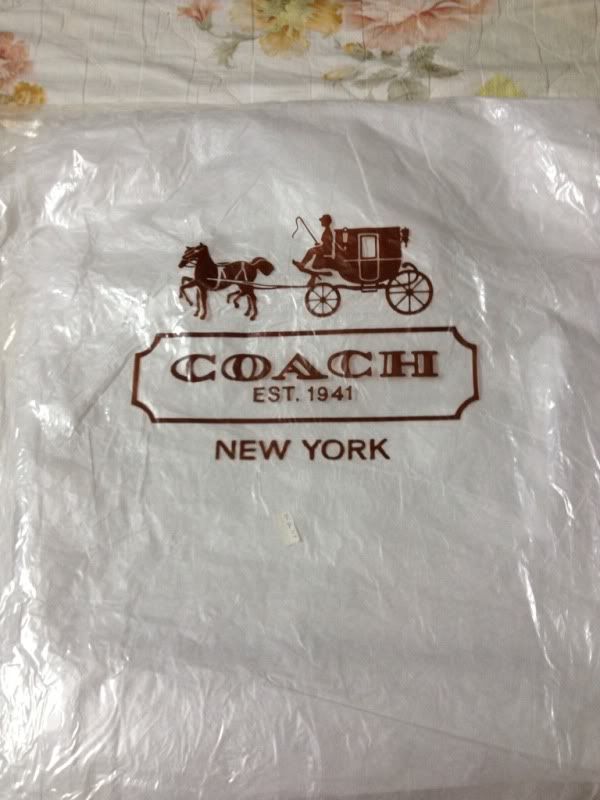 COACH
EST. 1941
NEW YORK